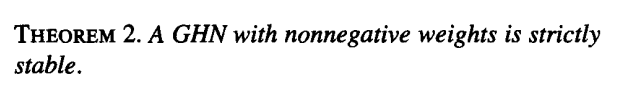 THEOREM 2. A GHN with nonnegative weights is strictly
stable.